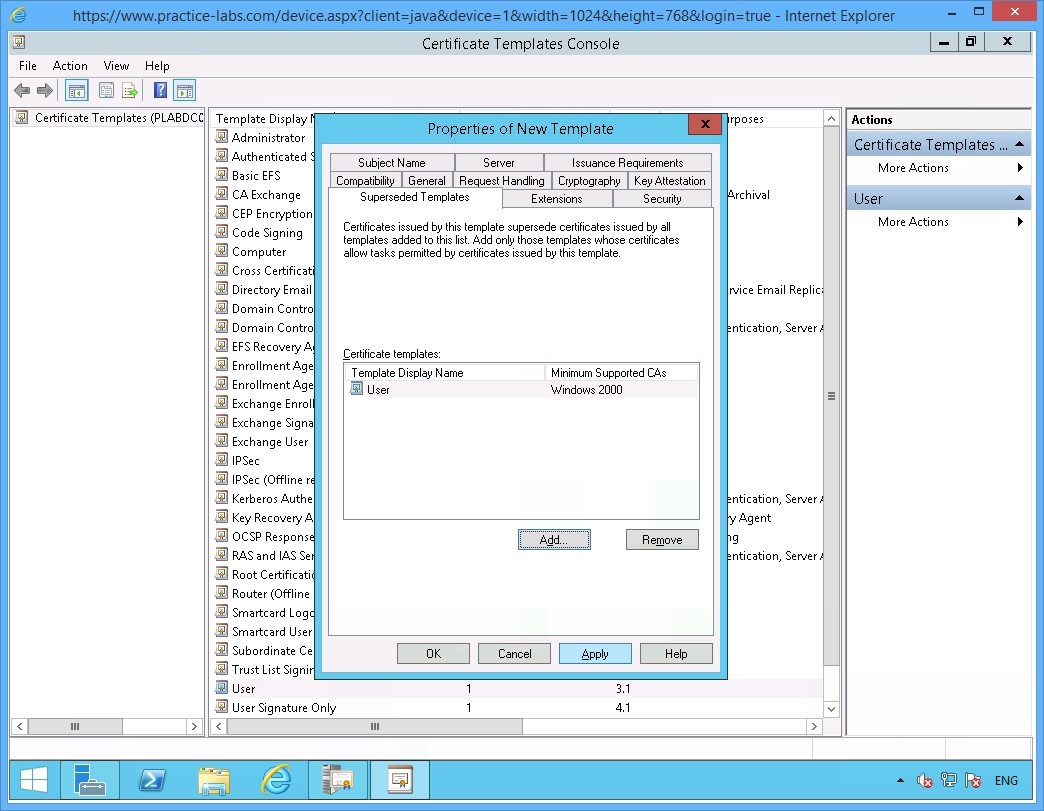 https://www.practice-labs.com/device.aspx?client=java&device=1&width=1024&height=768&login=true - Internet Explorer
Certificate Templates Console
File Action View Help
Certificate Templates (PLABDC0
Template Display
Administrator
Authenticated S
Basic EFS
CA Exchange
CEP Encryption
Code Signing
Computer
Cross Certificati
Directory Email
Domain Contro
Domain Contro
EFS Recovery Ag
Enrollment Age
Enrollment Age
Exchange Enroll
Exchange Signa
Exchange User
IPSec
IPSec (Offline re
Kerberos Authe
Key Recovery A
OCSP Response
RAS and IAS Ser
Root Certificatio
Router (Offline
Smartcard Logo
Smartcard User
Subordinate Ce
Trust List Signin
User 1 3.1
User Signature Only 1 4.1
rposes
Archival
rvice Email Replica
entication, Server A
entication, Server A
ry Agent
ng
entication, Server A
Properties of New Template
Subject Name Server Issuance Requirements
Compatibility General Request Handling Cryptography Key Attestation
Superseded Templates Extensions Security
Certificates issued by this template supersede certificates issued by all
templates added to this list. Add only those templates whose certificates
allow tasks permitted by certificates issued by this template.
Certificate templates:
Template Display Name Minimum Supported CAs
User Windows 2000
Add... Remove
OK Cancel Apply Help
Actions
Certificate Templates ...
More Actions
User
More Actions
ENG